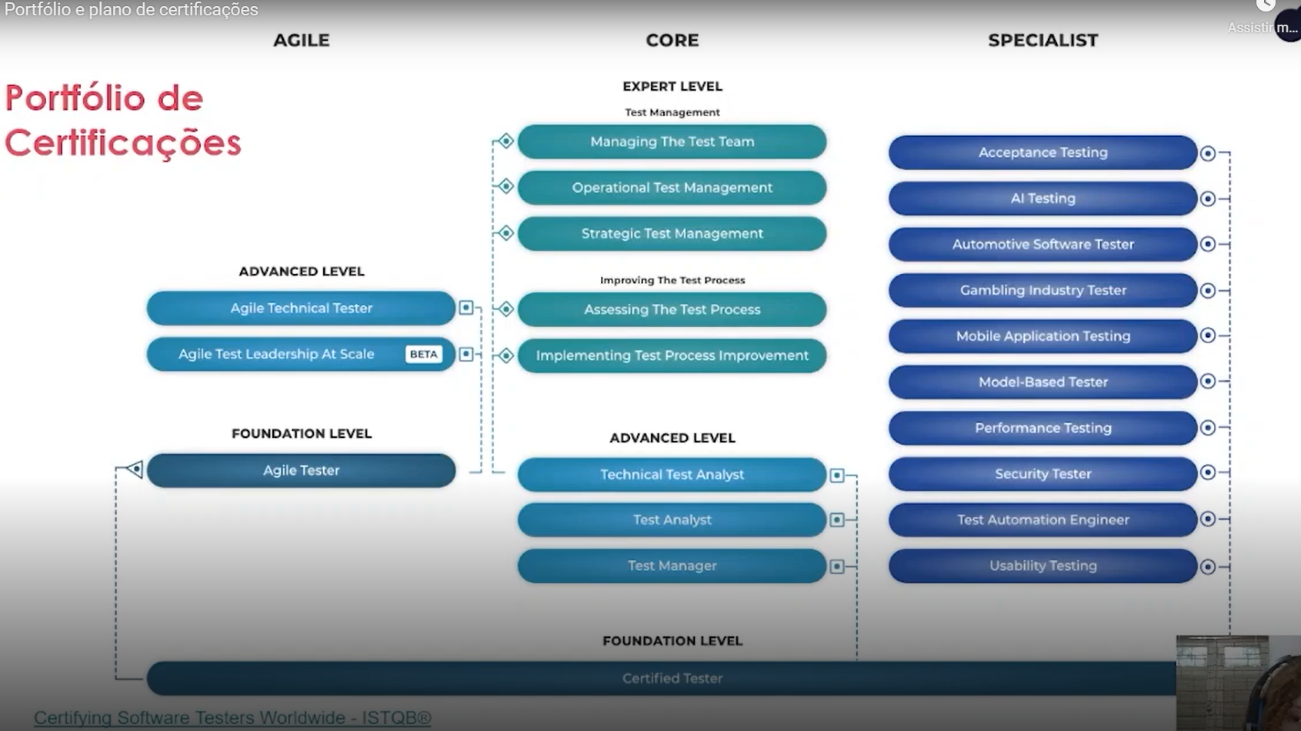 Portfólio e plano de certificações
Assistir m...
AGILE
CORE
SPECIALIST
Portfólio de
Certificações
EXPERT LEVEL
Test Management
Managing The Test Team
Operational Test Management
Strategic Test Management
Improving The Test Process
Assessing The Test Process
Implementing Test Process Improvement
ADVANCED LEVEL
Agile Technical Tester
Agile Test Leadership At Scale BETA
FOUNDATION LEVEL
Agile Tester
ADVANCED LEVEL
Technical Test Analyst
Test Analyst
Test Manager
Acceptance Testing
AI Testing
Automotive Software Tester
Gambling Industry Tester
Mobile Application Testing
Model-Based Tester
Performance Testing
Security Tester
Test Automation Engineer
Usability Testing
FOUNDATION LEVEL
Certified Tester
Certifying Software Testers Worldwide - ISTQB®